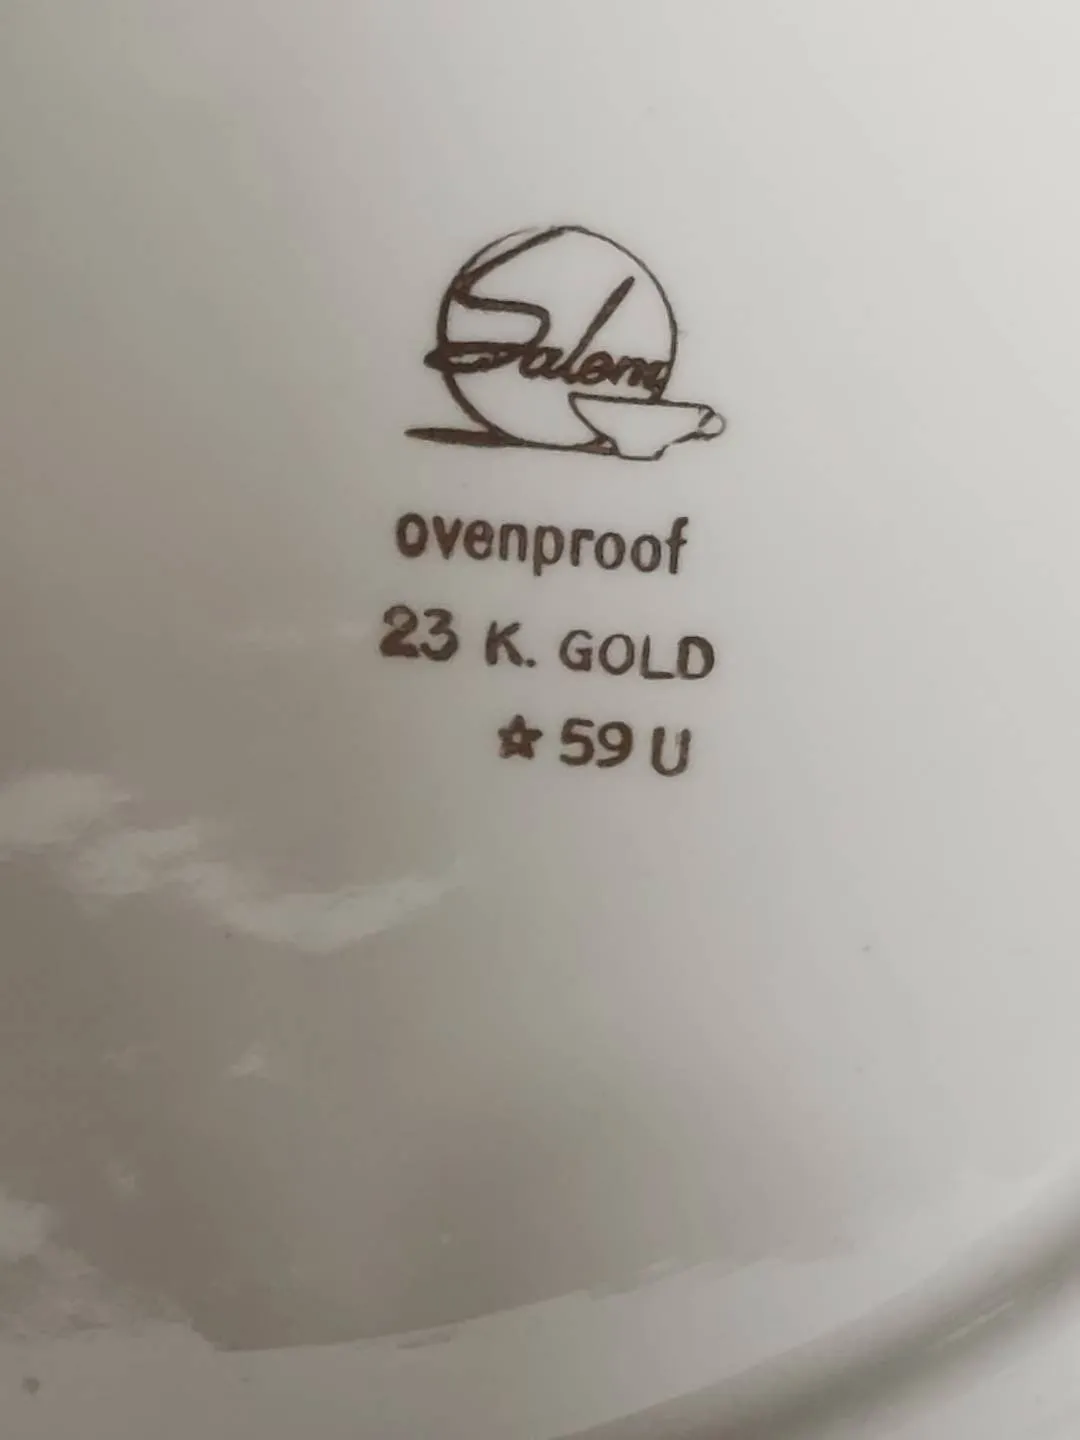 Salem
ovenproof
23 K. GOLD
☆ 59 U